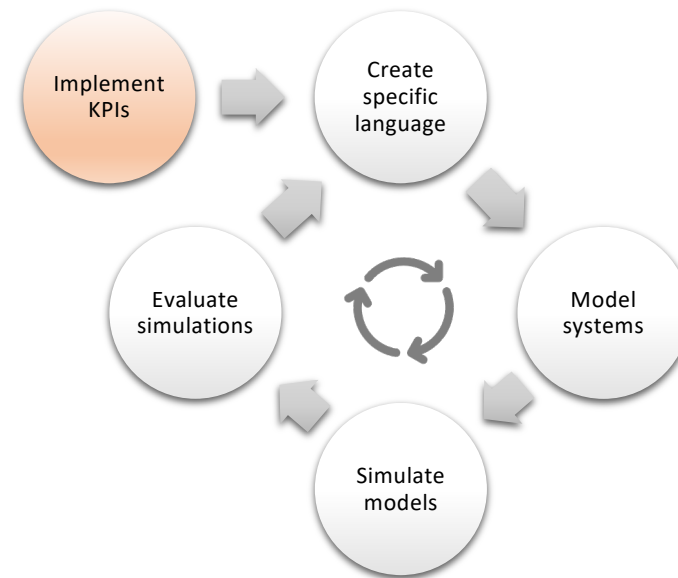 Implement
KPIs
Create
specific
language
Model
systems
Simulate
models
Evaluate
simulations